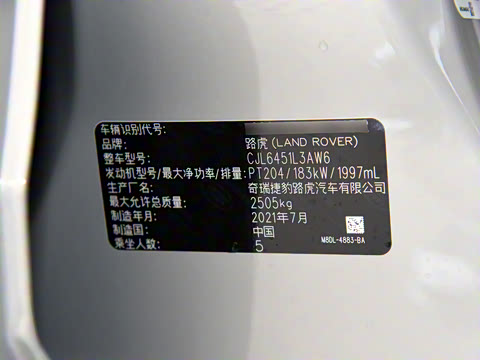 车辆识别代号:
品牌: 路虎(LAND ROVER)
整车型号: CJL6451L3AW6
发动机型号/最大净功率/排量: PT204/183kW/1997mL
生产厂名: 奇瑞捷豹路虎汽车有限公司
最大允许总质量: 2505kg
制造年月: 2021年7月
制造国: 中国
乘坐人数: 5
M8DL-4883-BA